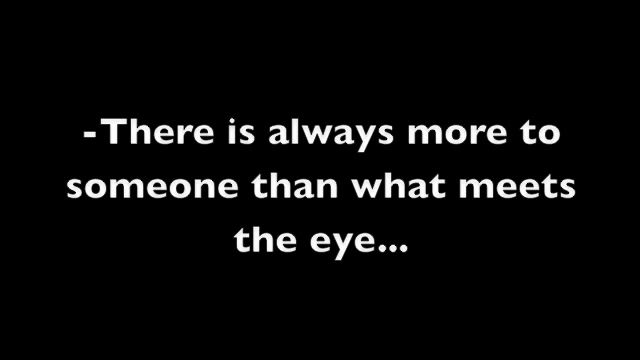 -There is always more to
someone than what meets
the eye...